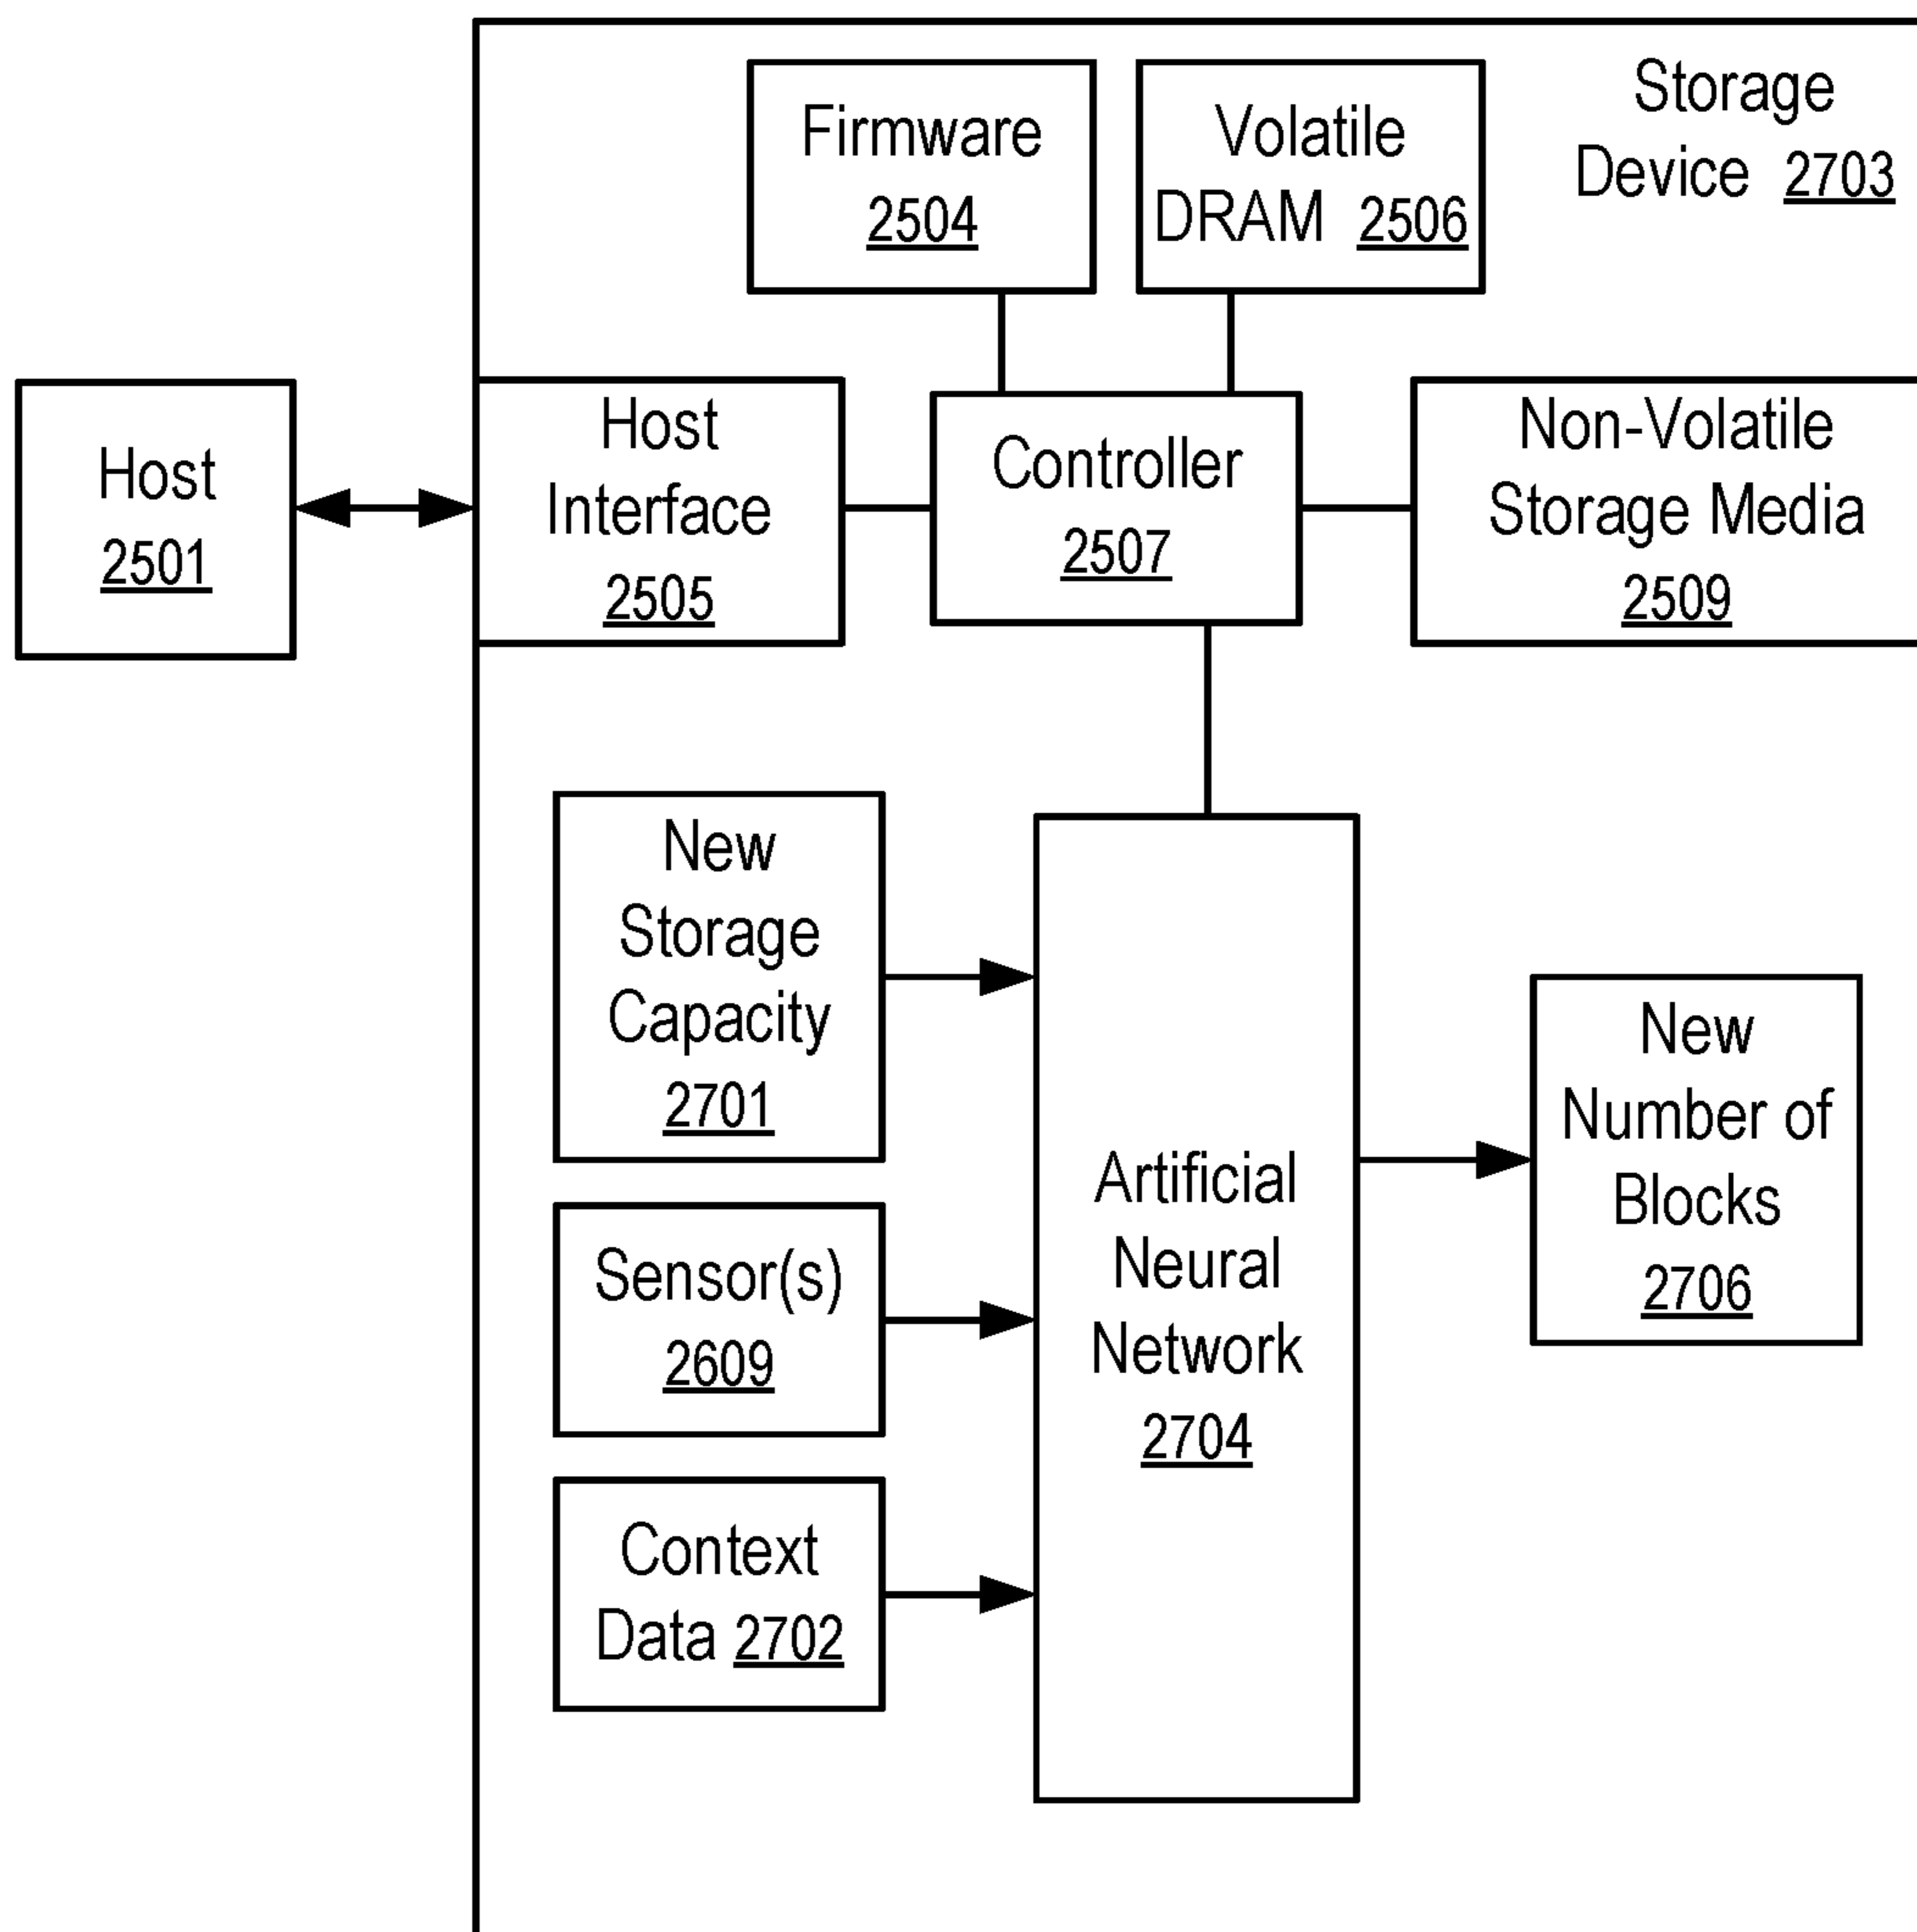 Storage
Device 2703
Firmware
2504
Volatile
DRAM 2506
Host
2501
Host
Interface
2505
Controller
2507
Non-Volatile
Storage Media
2509
New
Storage
Capacity
2701
Sensor(s)
2609
Context
Data 2702
Artificial
Neural
Network
2704
New
Number of
Blocks
2706